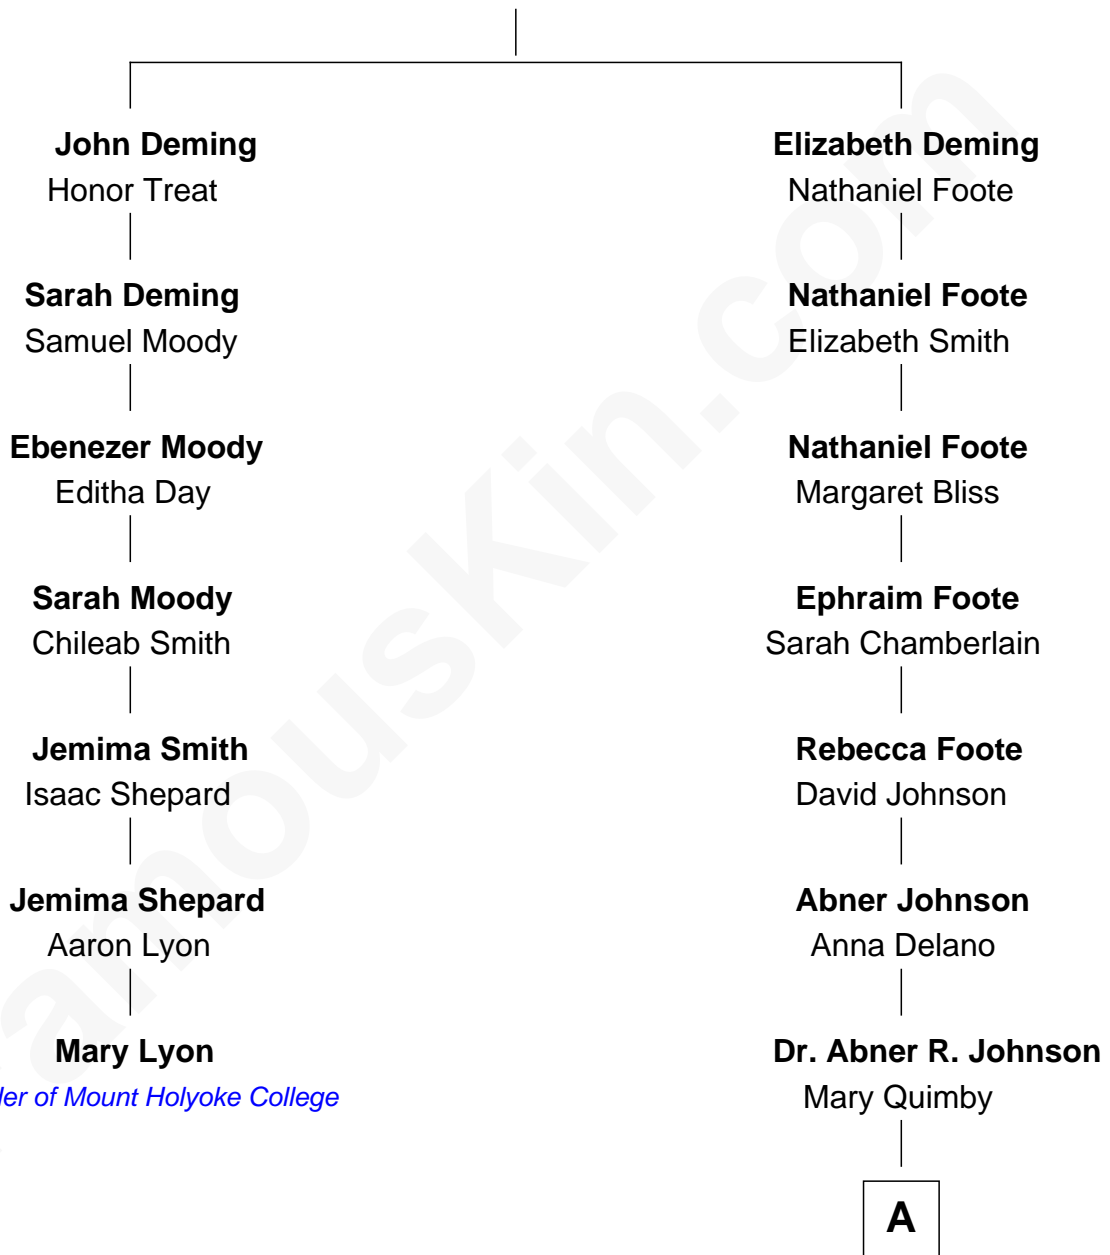 John Deming
Honor Treat
Sarah Deming
Samuel Moody
Ebenezer Moody
Editha Day
Sarah Moody
Chileab Smith
Jemima Smith
Isaac Shepard
Jemima Shepard
Aaron Lyon
Mary Lyon
of Mount Holyoke College
Elizabeth Deming
Nathaniel Foote
Nathaniel Foote
Elizabeth Smith
Nathaniel Foote
Margaret Bliss
Ephraim Foote
Sarah Chamberlain
Rebecca Foote
David Johnson
Abner Johnson
Anna Delano
Dr. Abner R. Johnson
Mary Quimby
A
amousKin.com